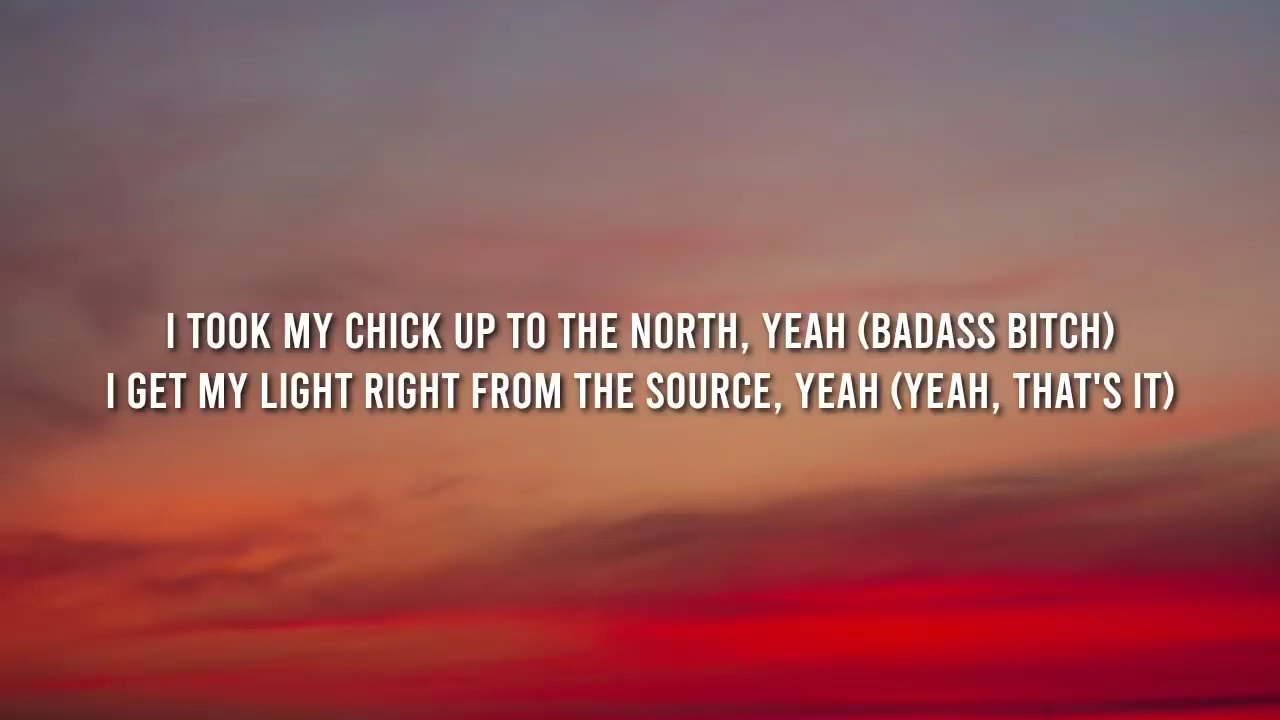 I TOOK MY CHICK UP TO THE NORTH, YEAH (BADASS BITCH)
I GET MY LIGHT RIGHT FROM THE SOURCE, YEAH (YEAH, THAT'S IT)